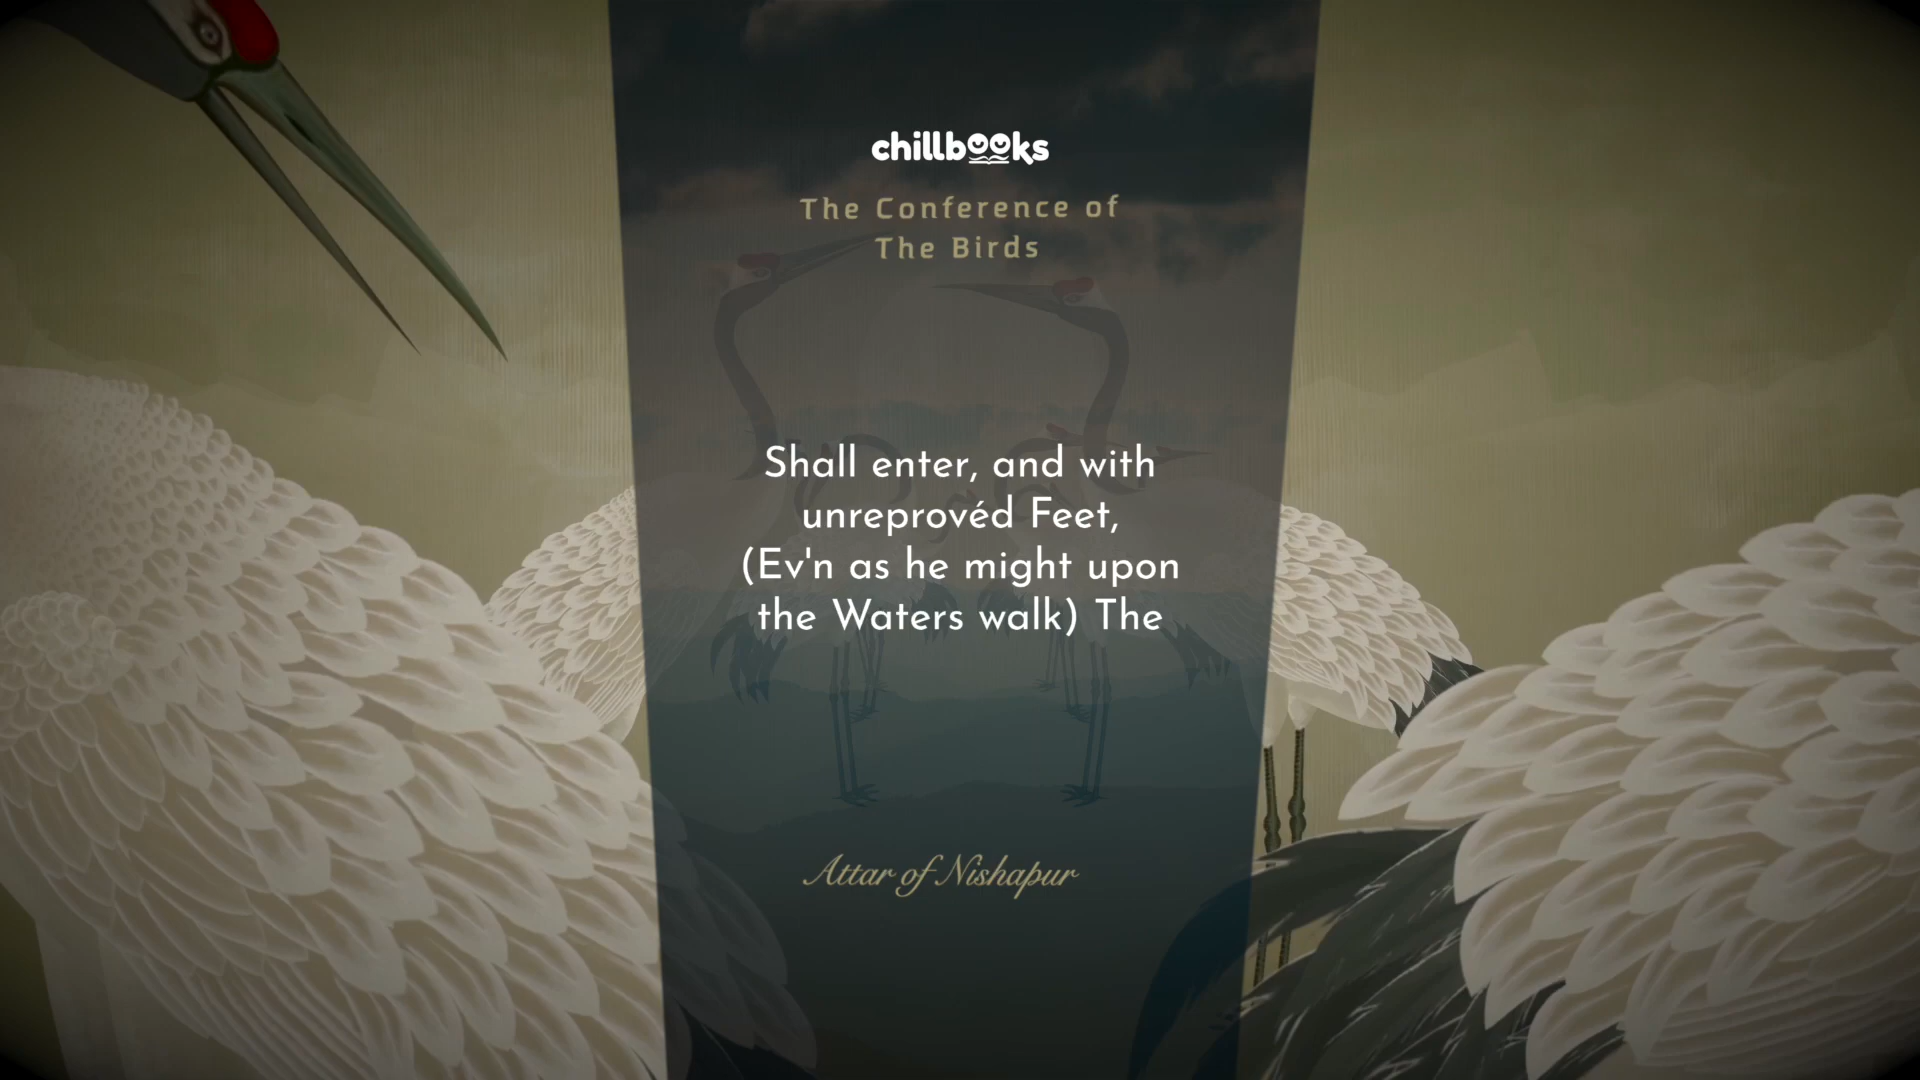 chillbooks
The Conference of
The Birds
Shall enter, and with
unreprovéd Feet,
(Ev'n as he might upon
the Waters walk) The
Attar of Nishapur